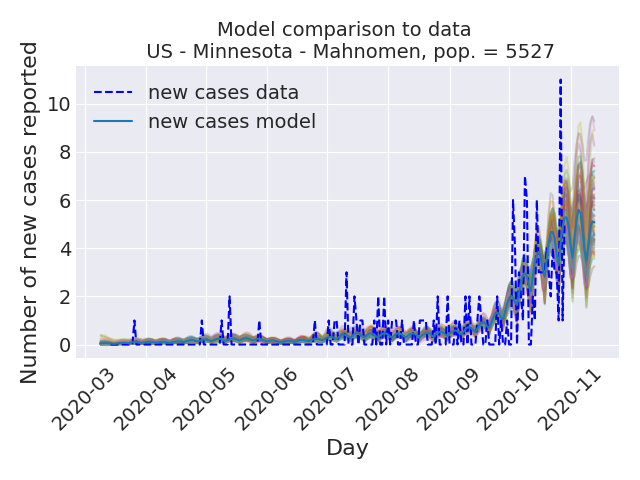 Model comparison to data
US - Minnesota - Mahnomen, pop. = 5527
Number of new cases reported
new cases data
new cases model
10
8
6
4
2
0
2020-03
2020-04
2020-05
2020-06
2020-07
2020-08
2020-09
2020-10
2020-11
Day